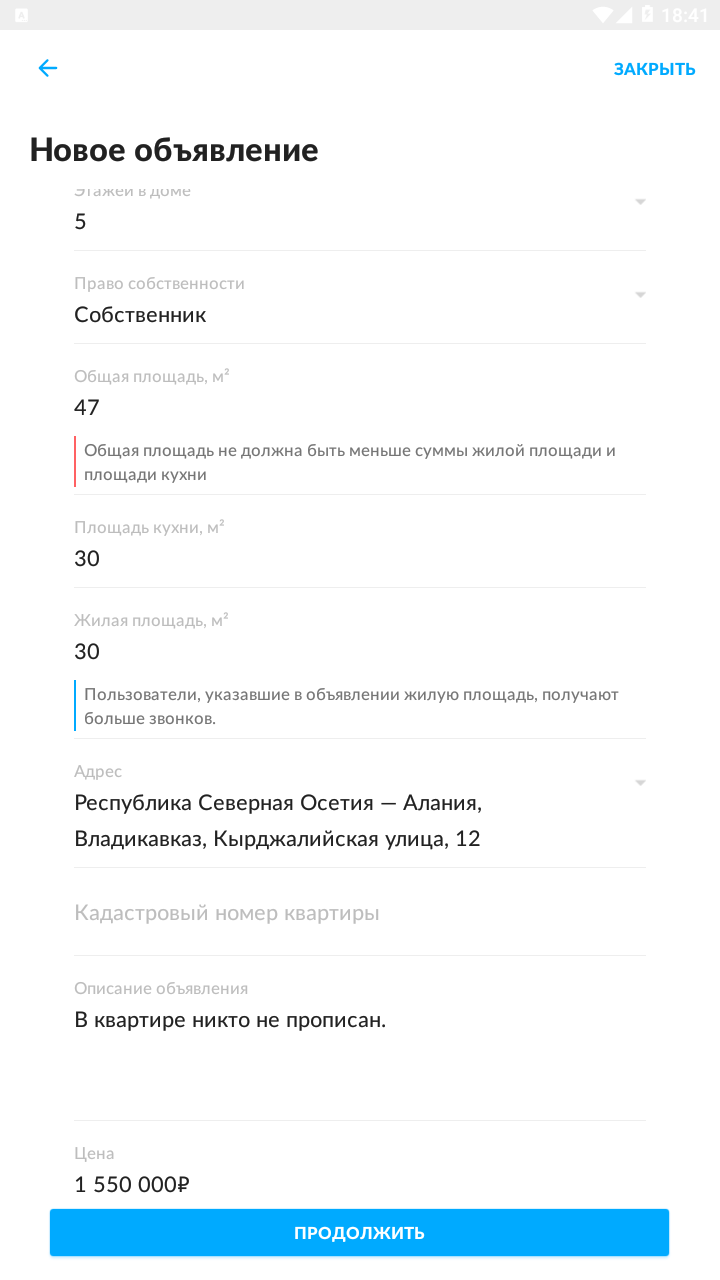 18:41
ЗАКРЫТЬ
Новое объявление
Этажей в доме
5
Право собственности
Собственник
Общая площадь, м²
47
Общая площадь не должна быть меньше суммы жилой площади и
площади кухни
Площадь кухни, м²
30
Жилая площадь, м²
30
Пользователи, указавшие в объявлении жилую площадь, получают
больше звонков.
Адрес
Республика Северная Осетия — Алания,
Владикавказ, Кырджалийская улица, 12
Кадастровый номер квартиры
Описание объявления
В квартире никто не прописан.
Цена
1 550 000₽
ПРОДОЛЖИТЬ